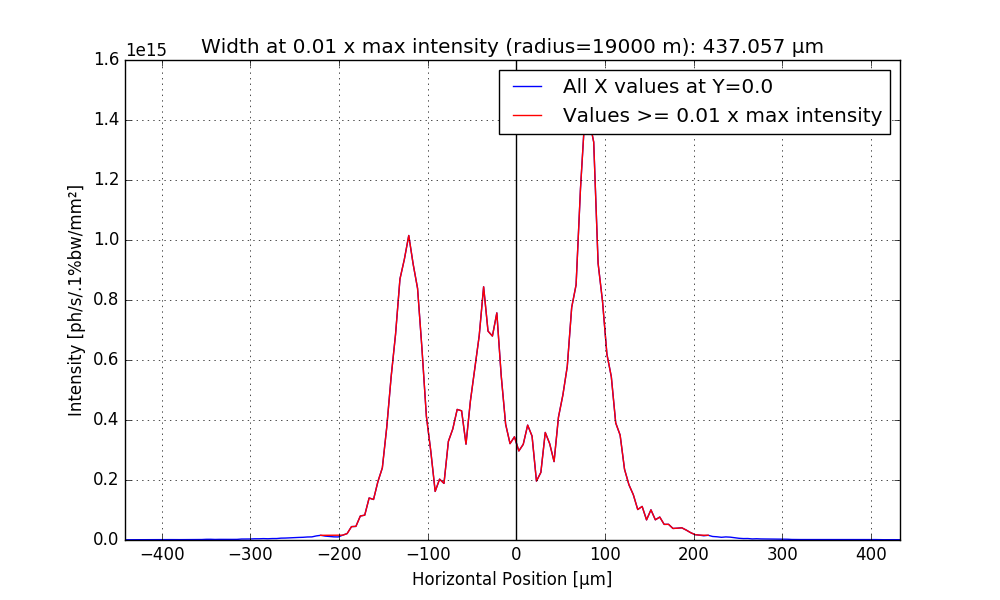 Width at 0.01 x max intensity (radius=19000 m): 437.057 μm
1e15
All X values at Y=0.0
Values >= 0.01 x max intensity
Intensity [ph/s/.1%bw/mm²]
1.6
1.4
1.2
1.0
0.8
0.6
0.4
0.2
0.0
−400 −300 −200 −100 0 100 200 300 400
Horizontal Position [μm]